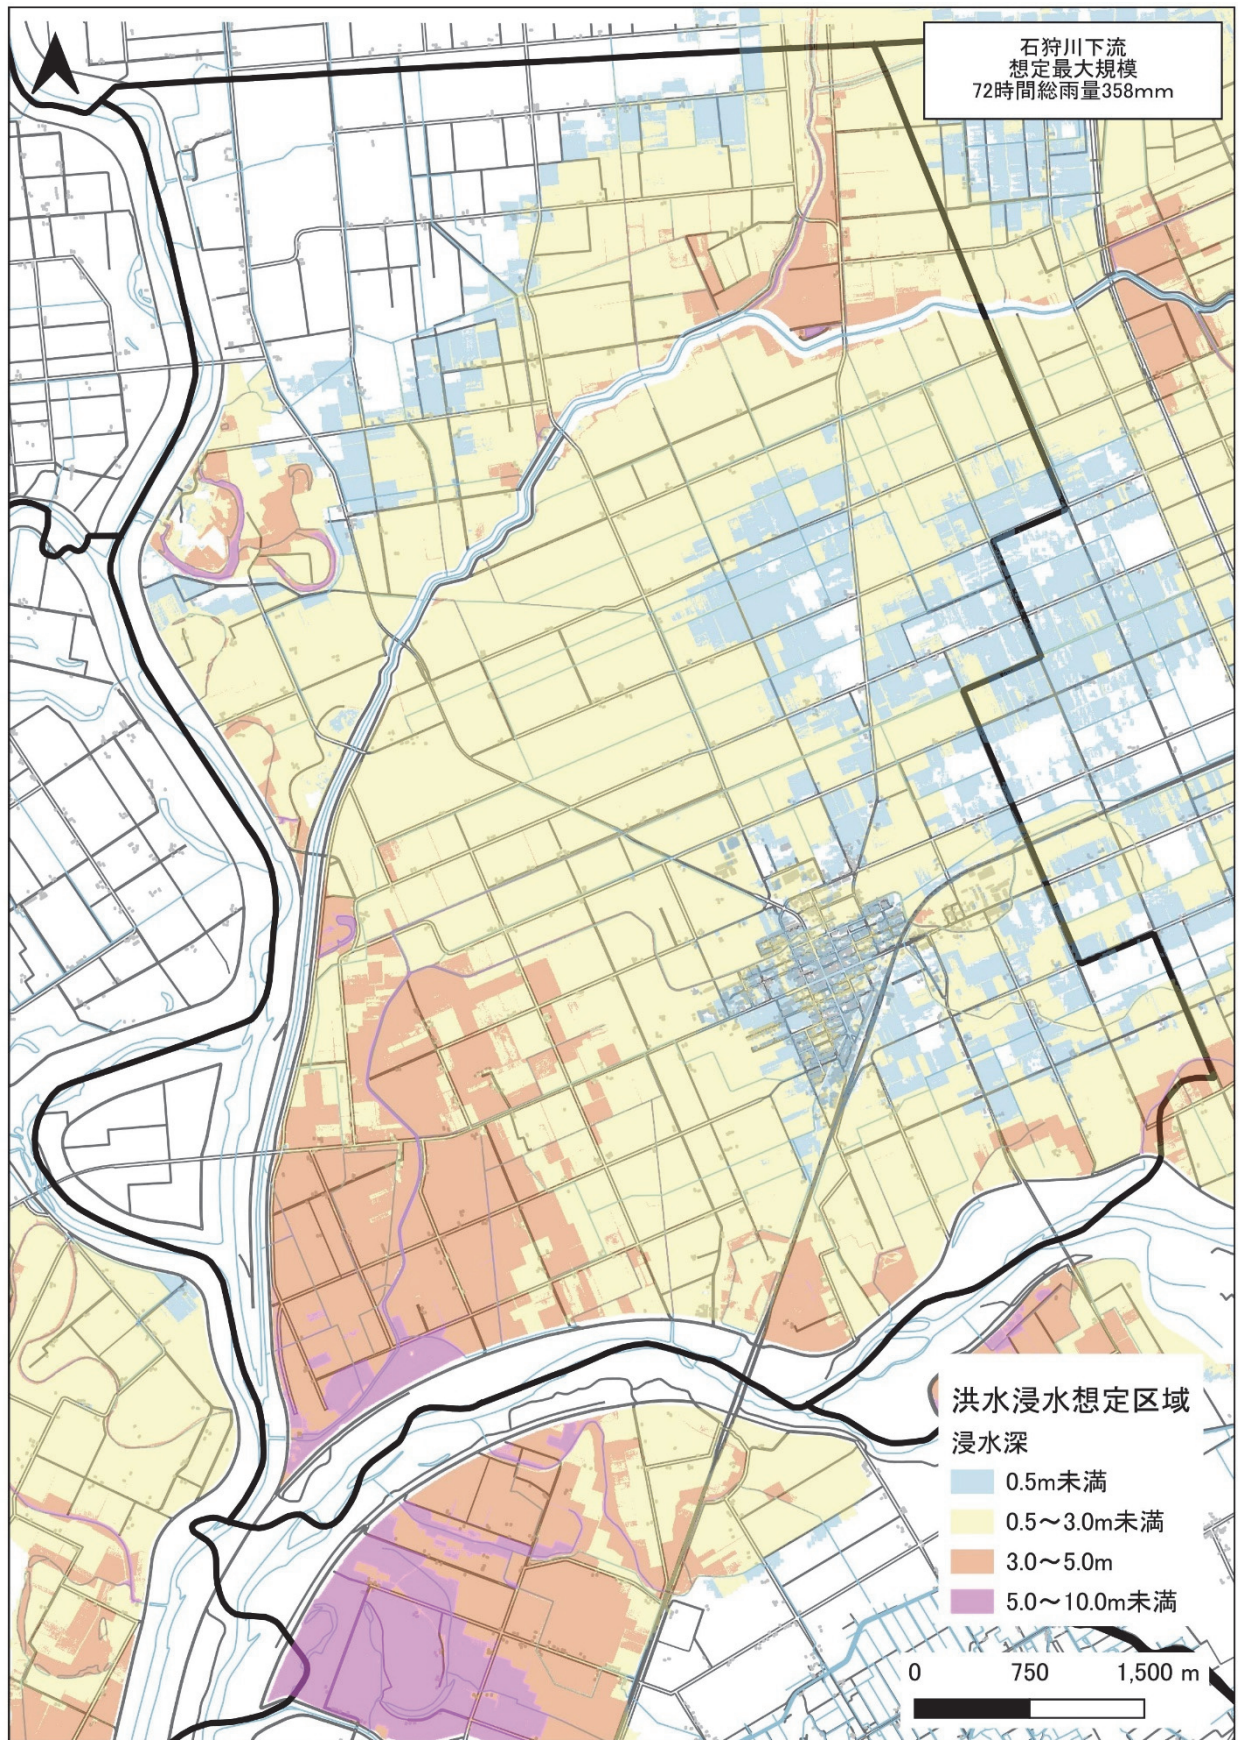 石狩川下流
想定最大規模
72時間総雨量358mm
洪水浸水想定区域
浸水深
0.5m未満
0.5～3.0m未満
3.0～5.0m
5.0～10.0m未満
0 750 1,500 m